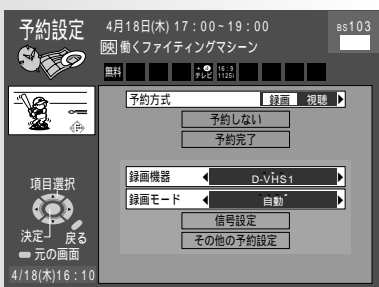 予約設定
4月18日(木) 17:00~19:00
BS103
映 働くファイティングマシーン
無料
テレビ
16:9
1125i
予約方式
録画 視聴
予約しない
予約完了
録画機器
D-VHS1
録画モード
自動
信号設定
その他の予約設定
項目選択
決定
戻る
元の画面
4/18(木)16:10